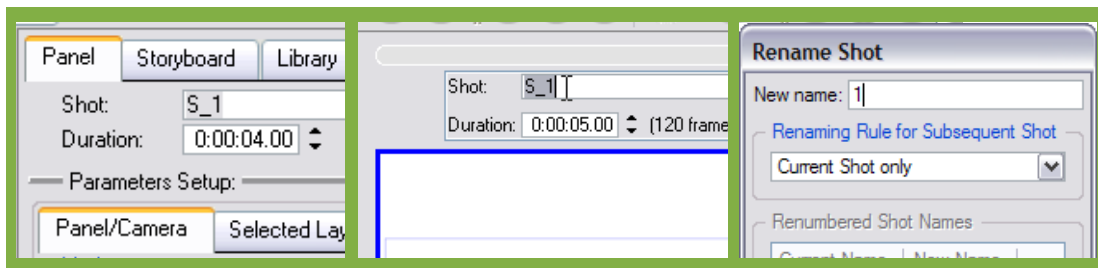 Panel Storyboard Library
Shot: S_1
Duration: 0:00:04.00
Parameters Setup:
Panel/Camera Selected Lay
Shot: S_1
Duration: 0:00:05.00 (120 frame
Rename Shot
New name: 1
Renaming Rule for Subsequent Shot
Current Shot only
Renumbered Shot Names
Current Name New Name